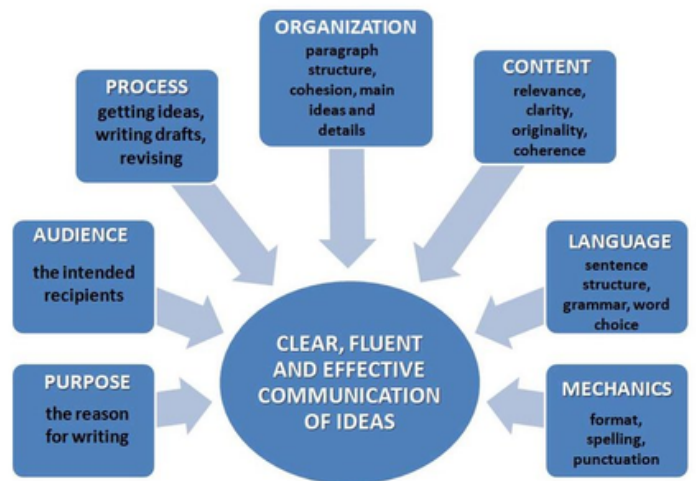 PURPOSE
the reason
for writing
AUDIENCE
the intended
recipients
PROCESS
getting ideas,
writing drafts,
revising
ORGANIZATION
paragraph
structure,
cohesion, main
ideas and
details
CONTENT
relevance,
clarity,
originality,
coherence
LANGUAGE
sentence
structure,
grammar, word
choice
MECHANICS
format,
spelling,
punctuation
CLEAR, FLUENT
AND EFFECTIVE
COMMUNICATION
OF IDEAS